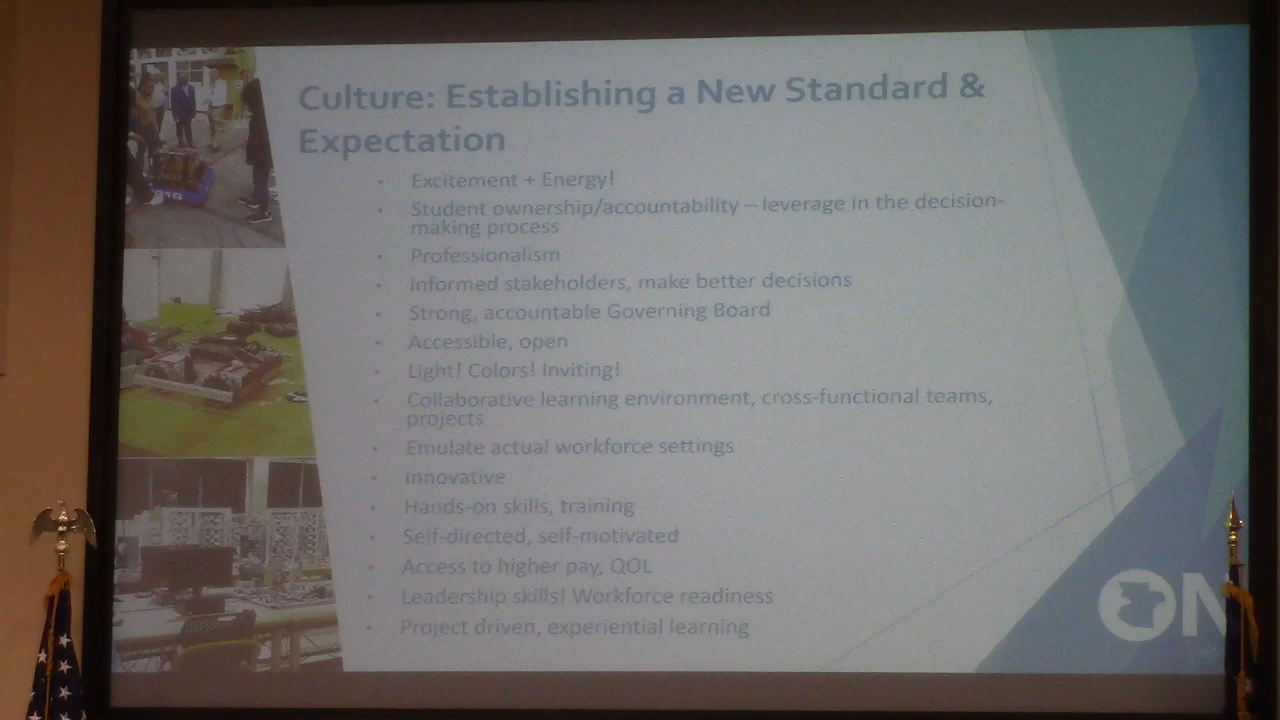 Culture: Establishing a New Standard &
Expectation
• Excitement + Energy!
• Student ownership/accountability – leverage in the decision-
making process
• Professionalism
• Informed stakeholders, make better decisions
• Strong, accountable Governing Board
• Accessible, open
• Light! Colors! Inviting!
• Collaborative learning environment, cross-functional teams,
projects
• Emulate actual workforce settings
• Innovative
• Hands-on skills, training
• Self-directed, self-motivated
• Access to higher pay, QOL
• Leadership skills! Workforce readiness
• Project driven, experiential learning
ON